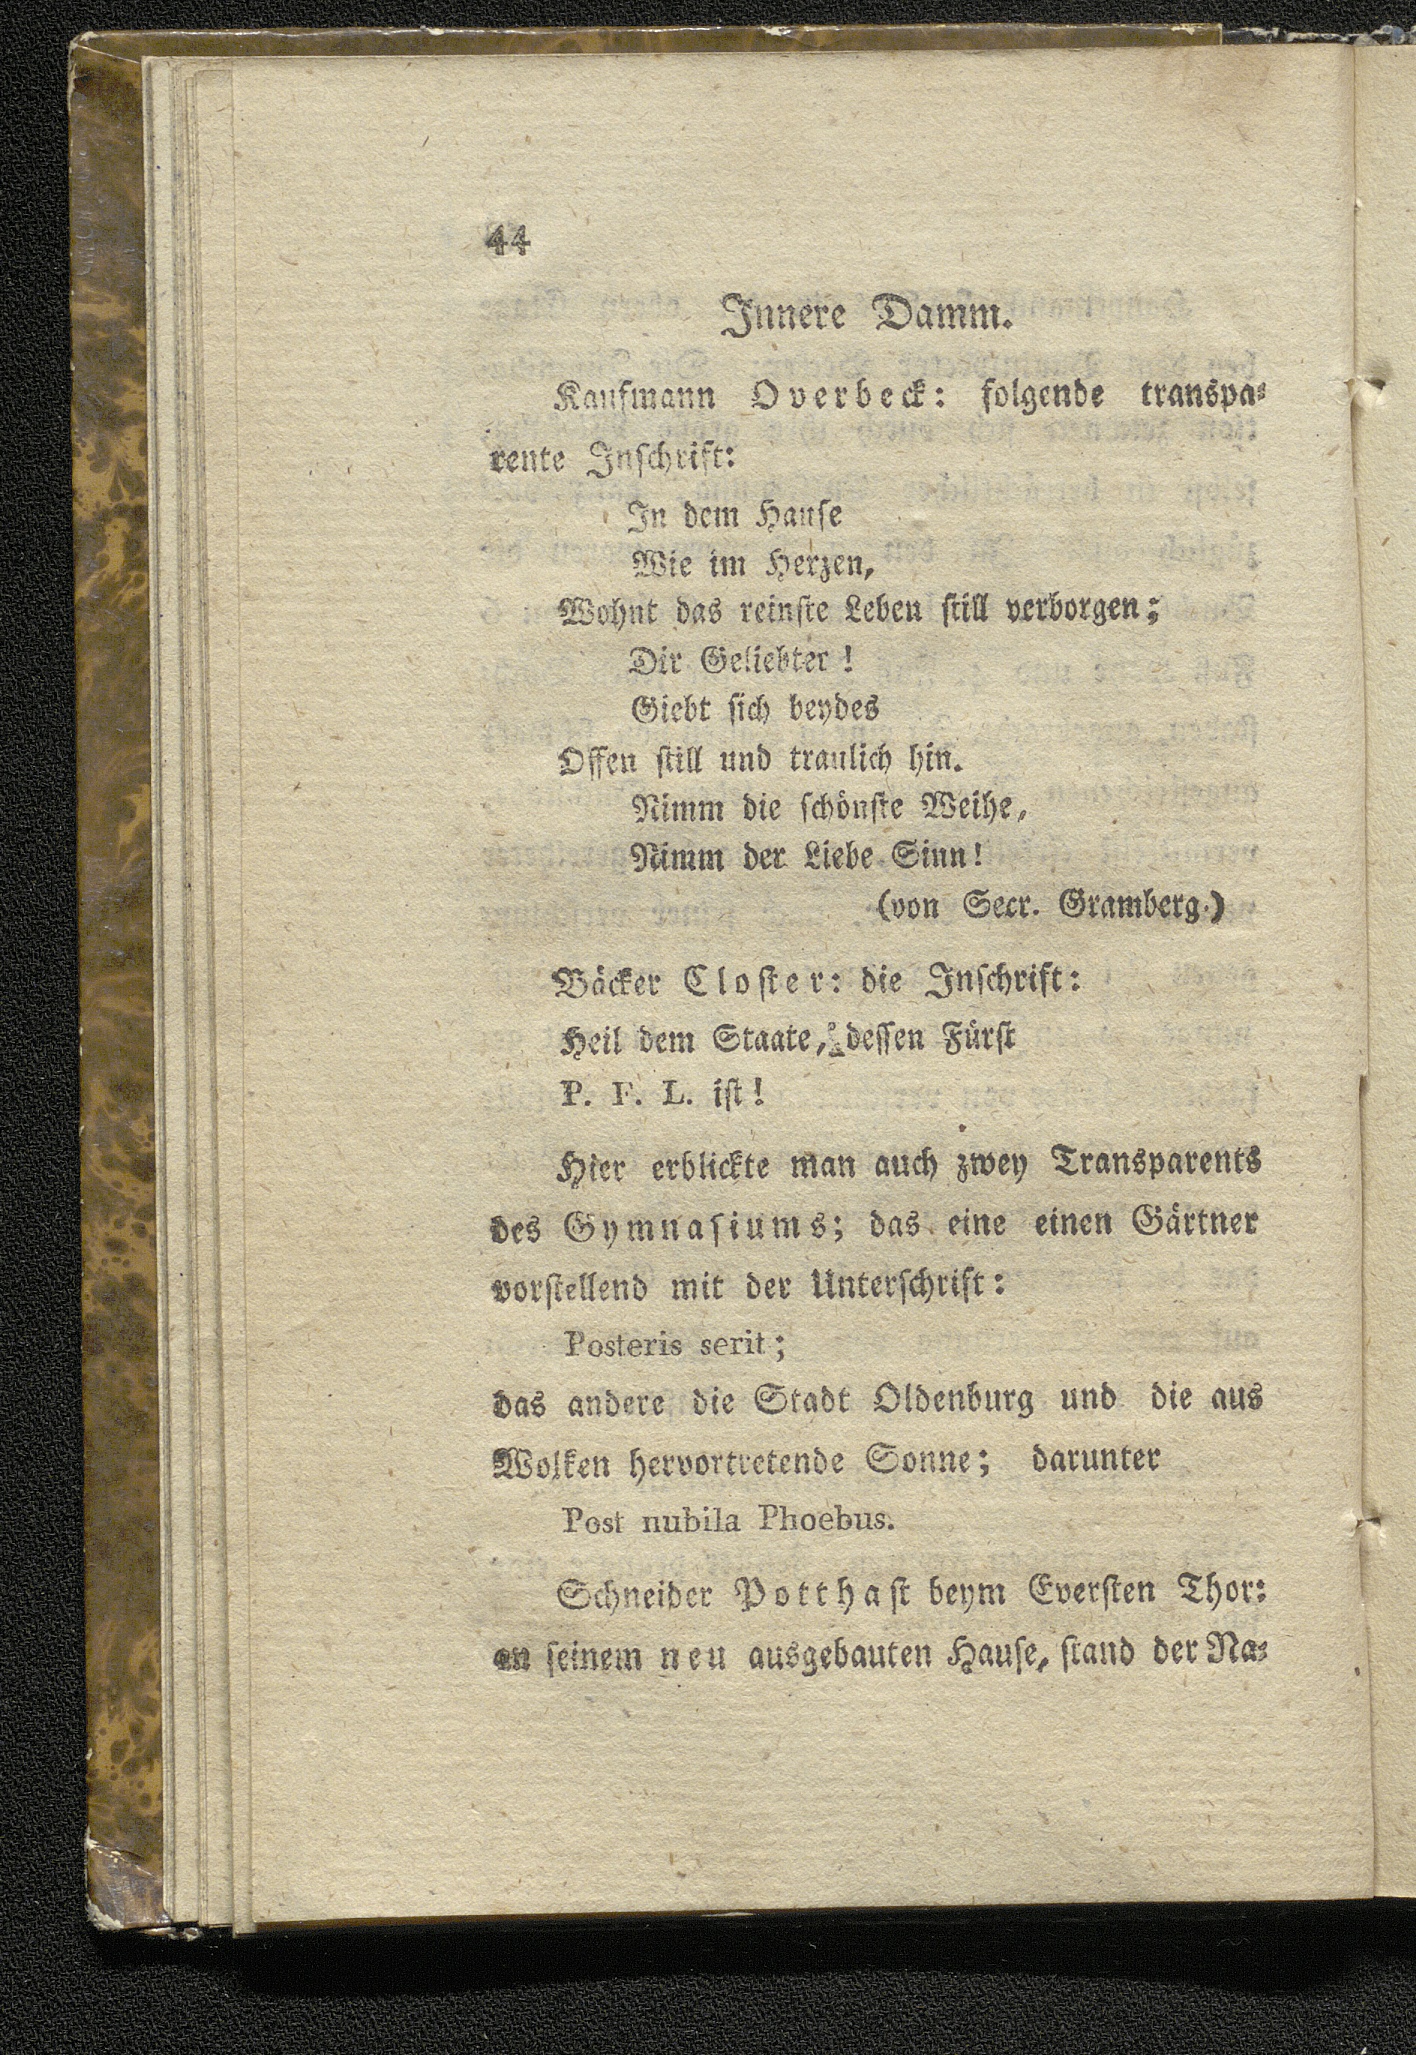 44
Innere Damm.
Kaufmann Overbeck: folgende transpa-
rente Inschrift:
In dem Hause
Wie im Herzen,
Wohnt das reinste Leben still verborgen;
Dir Geliebter!
Giebt sich beydes
Offen still und traulich hin.
Nimm die schönste Weihe,
Nimm der Liebe Sinn!
(von Secr. Gramberg.)
Bäcker Closter: die Inschrift:
Heil dem Staate, dessen Fürst
P. F. L. ist!
Hier erblickte man auch zwey Transparents
des Gymnasiums; das eine einen Gärtner
vorstellend mit der Unterschrift:
Posteris serit;
das andere die Stadt Oldenburg und die aus
Wolken hervortretende Sonne; darunter
Post nubila Phoebus.
Schneider Potthast beym Eversten Thor:
an seinem neu ausgebauten Hause, stand der Na-